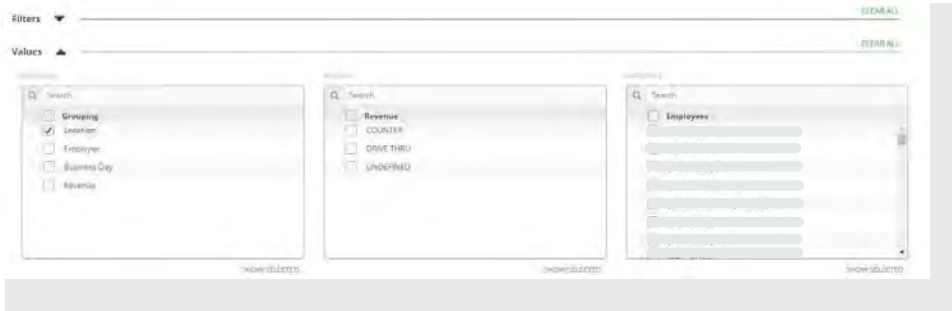 CLEAR ALL
Filters
CLEAR ALL
Values
Search
Grouping
Location
Employee
Business Day
Revenue
SHOW SELECTED
Search
Revenue
COUNTER
DRIVE THRU
UNDEFINED
SHOW SELECTED
Search
Employees
SHOW SELECTED